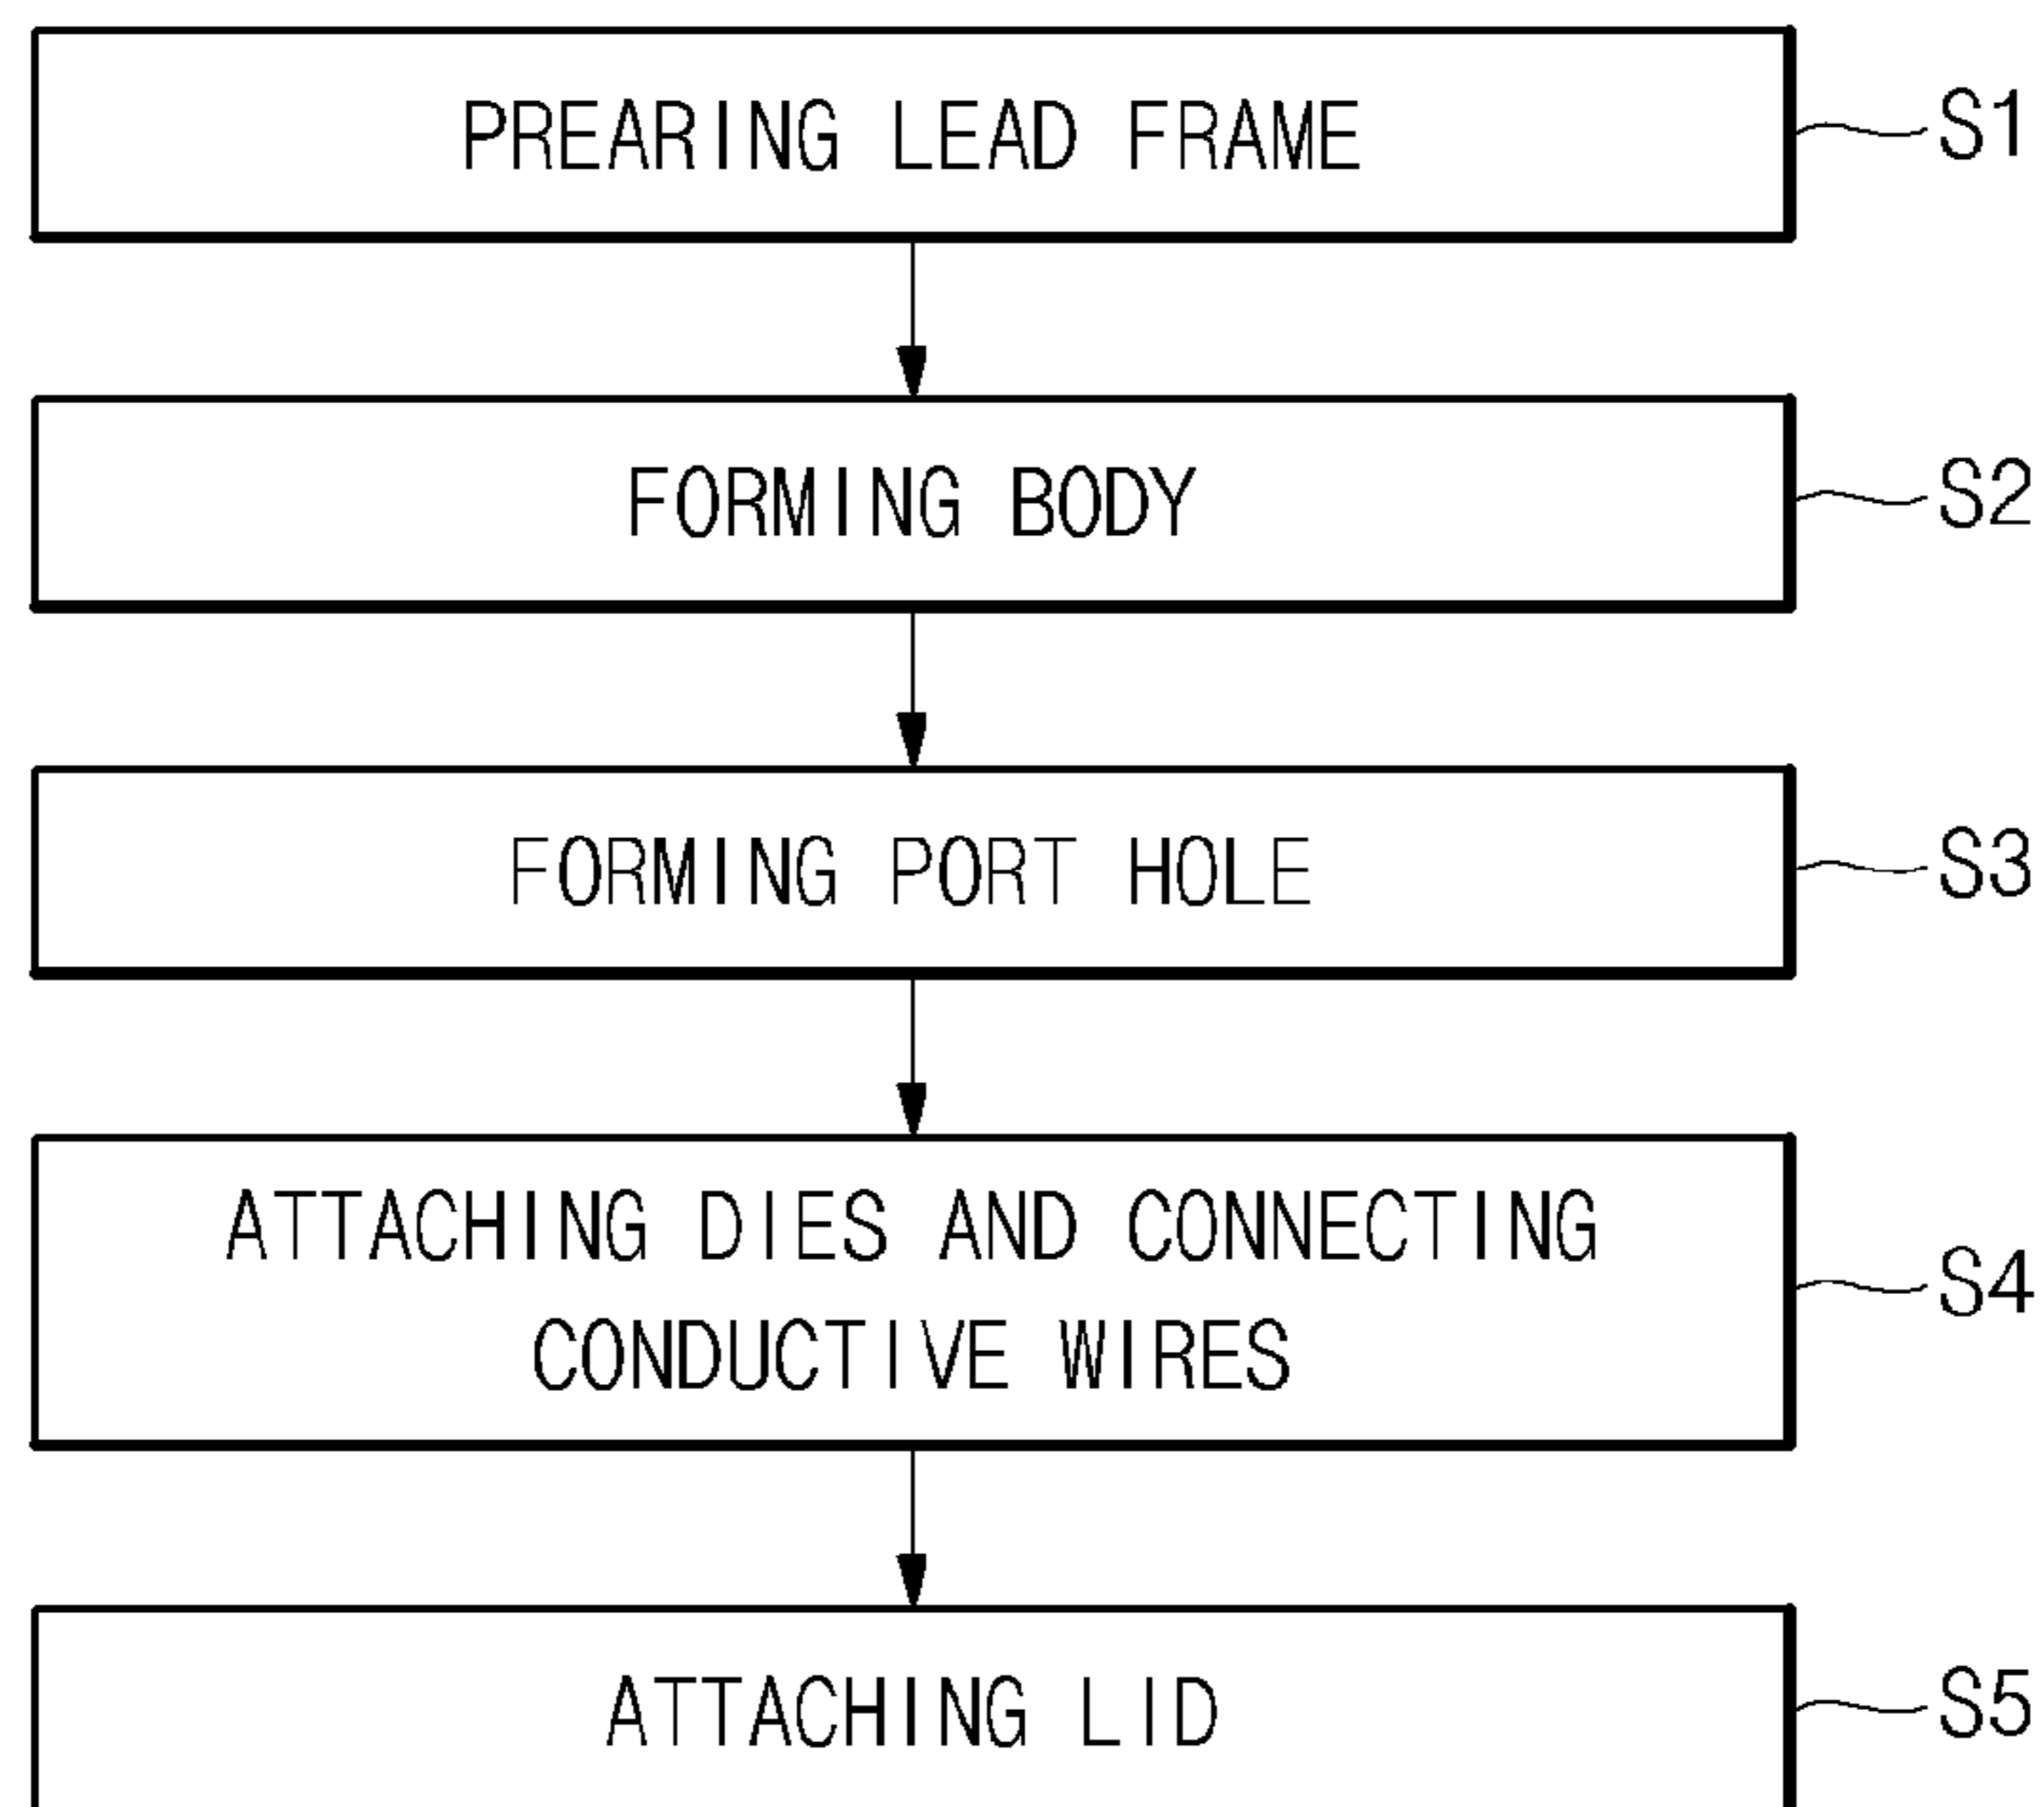 PREARING LEAD FRAME S1
FORMING BODY S2
FORMING PORT HOLE S3
ATTACHING DIES AND CONNECTING
CONDUCTIVE WIRES S4
ATTACHING LID S5